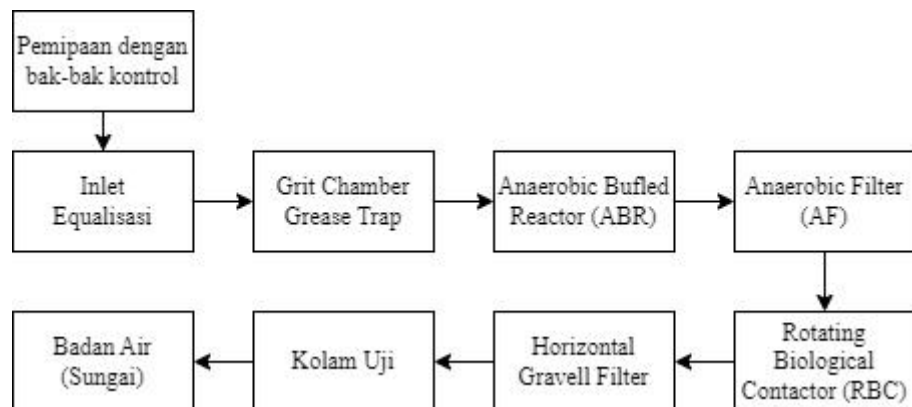 Pemipaan dengan
bak-bak kontrol
Inlet
Equalisasi
Grit Chamber
Grease Trap
Anaerobic Bufled
Reactor (ABR)
Anaerobic Filter
(AF)
Rotating
Biological
Contactor (RBC)
Horizontal
Gravell Filter
Kolam Uji
Badan Air
(Sungai)